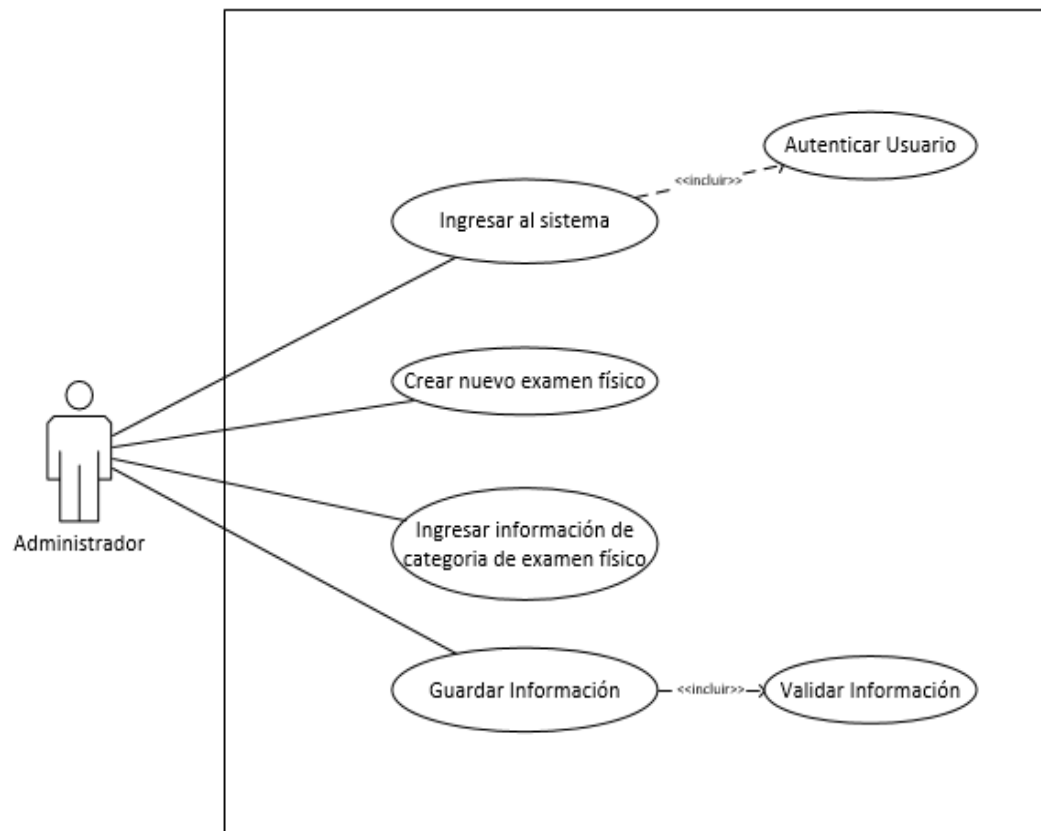 Autenticar Usuario
<<incluir>>
Ingresar al sistema
Crear nuevo examen físico
Administrador
Ingresar información de
categoria de examen físico
Guardar Información
<<incluir>>
Validar Información